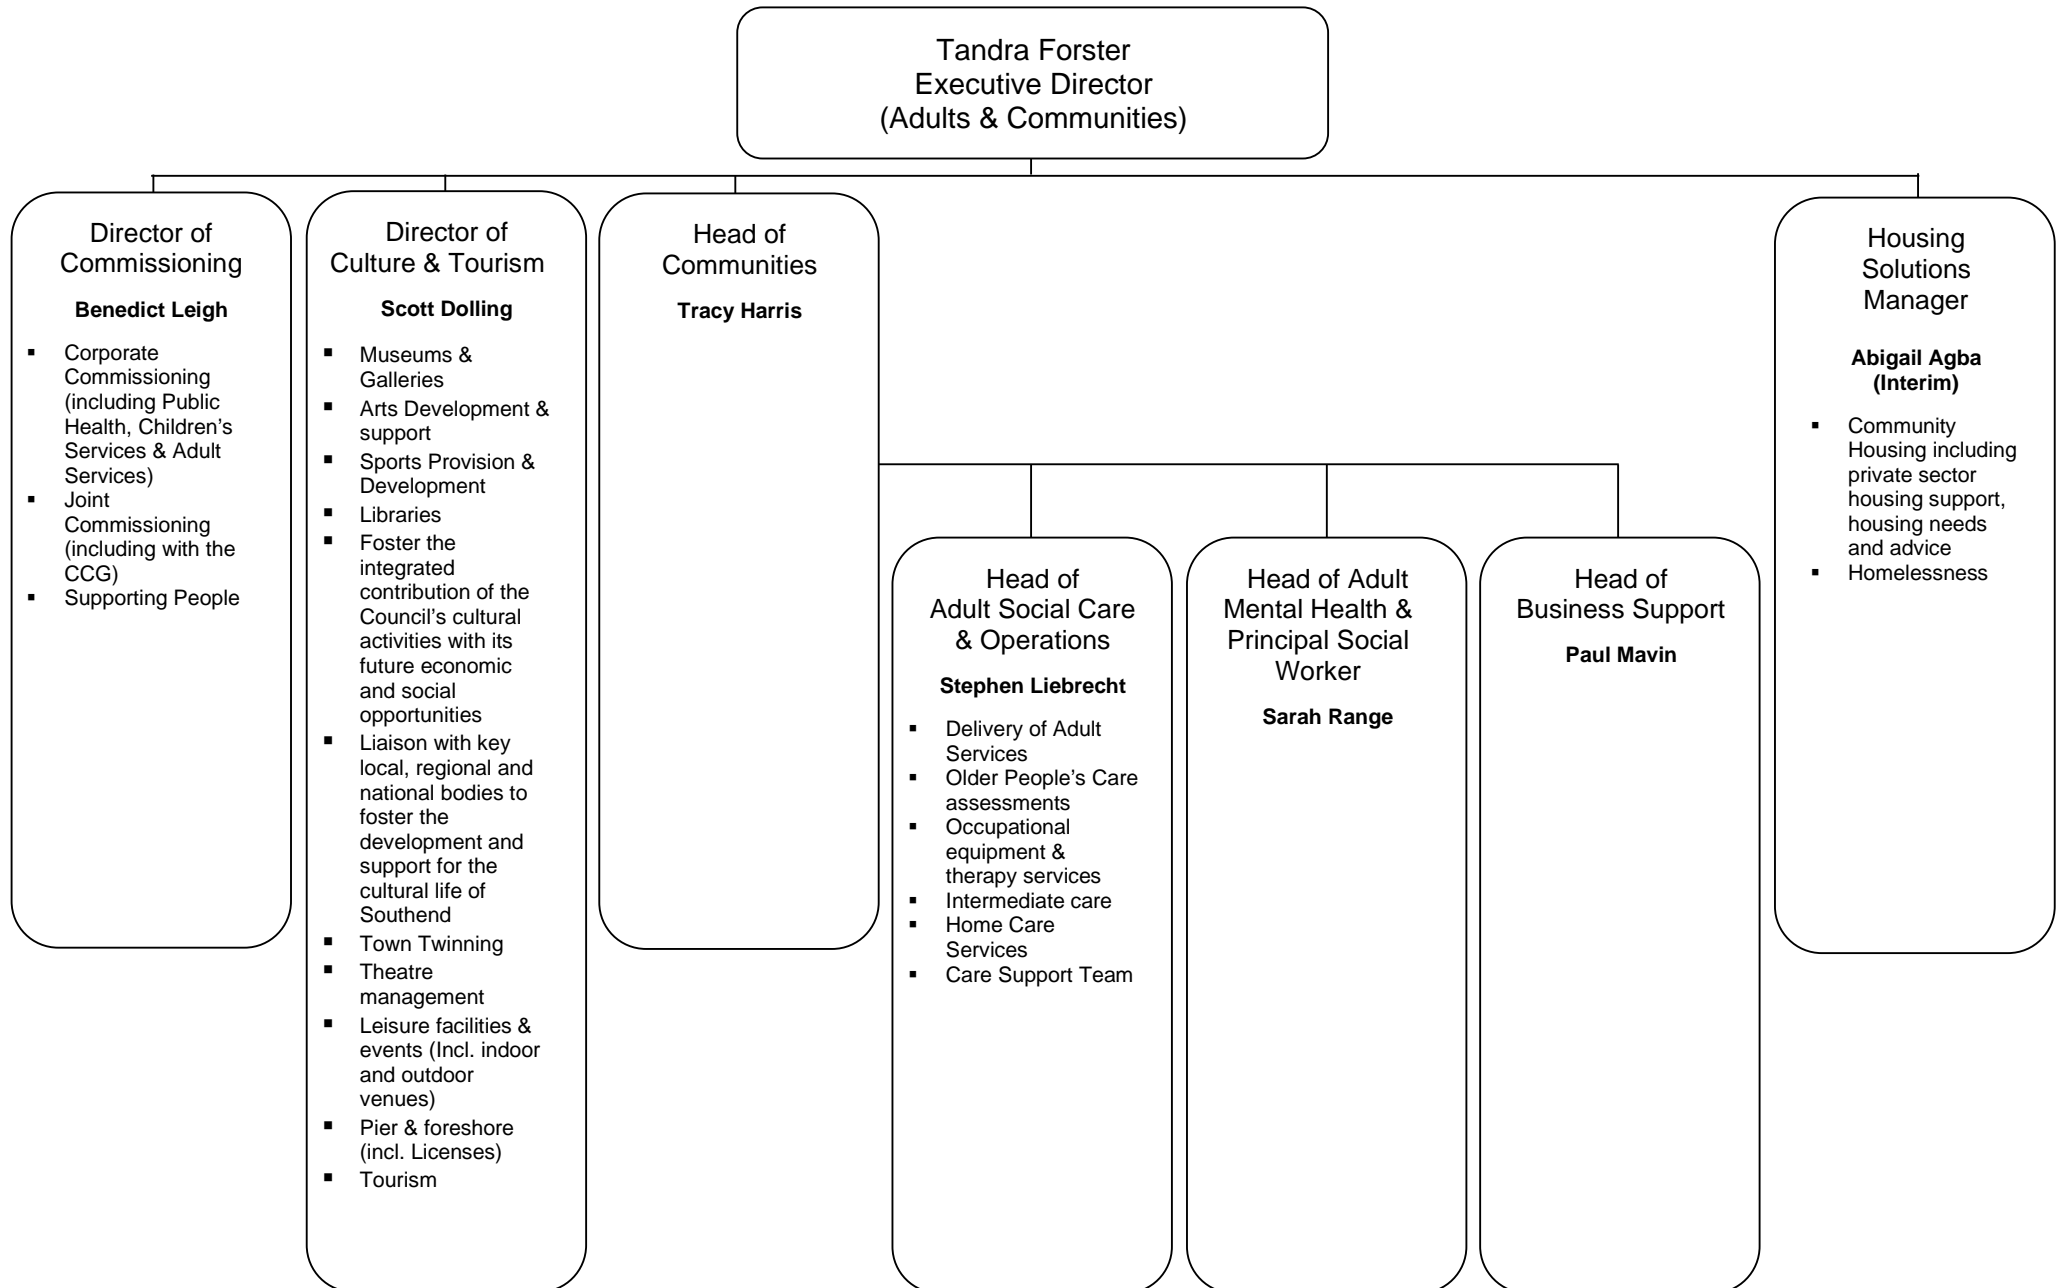 Tandra Forster
Executive Director
(Adults & Communities)
Director of
Commissioning
Benedict Leigh
▪ Corporate
Commissioning
(including Public
Health, Children’s
Services & Adult
Services)
▪ Joint
Commissioning
(including with the
CCG)
▪ Supporting People
Director of
Culture & Tourism
Scott Dolling
▪ Museums &
Galleries
▪ Arts Development &
support
▪ Sports Provision &
Development
▪ Libraries
▪ Foster the
integrated
contribution of the
Council’s cultural
activities with its
future economic
and social
opportunities
▪ Liaison with key
local, regional and
national bodies to
foster the
development and
support for the
cultural life of
Southend
▪ Town Twinning
▪ Theatre
management
▪ Leisure facilities &
events (Incl. indoor
and outdoor
venues)
▪ Pier & foreshore
(incl. Licenses)
▪ Tourism
Head of
Communities
Tracy Harris
Head of
Adult Social Care
& Operations
Stephen Liebrecht
▪ Delivery of Adult
Services
▪ Older People’s Care
assessments
▪ Occupational
equipment &
therapy services
▪ Intermediate care
▪ Home Care
Services
▪ Care Support Team
Head of Adult
Mental Health &
Principal Social
Worker
Sarah Range
Head of
Business Support
Paul Mavin
Housing
Solutions
Manager
Abigail Agba
(Interim)
▪ Community
Housing including
private sector
housing support,
housing needs
and advice
▪ Homelessness